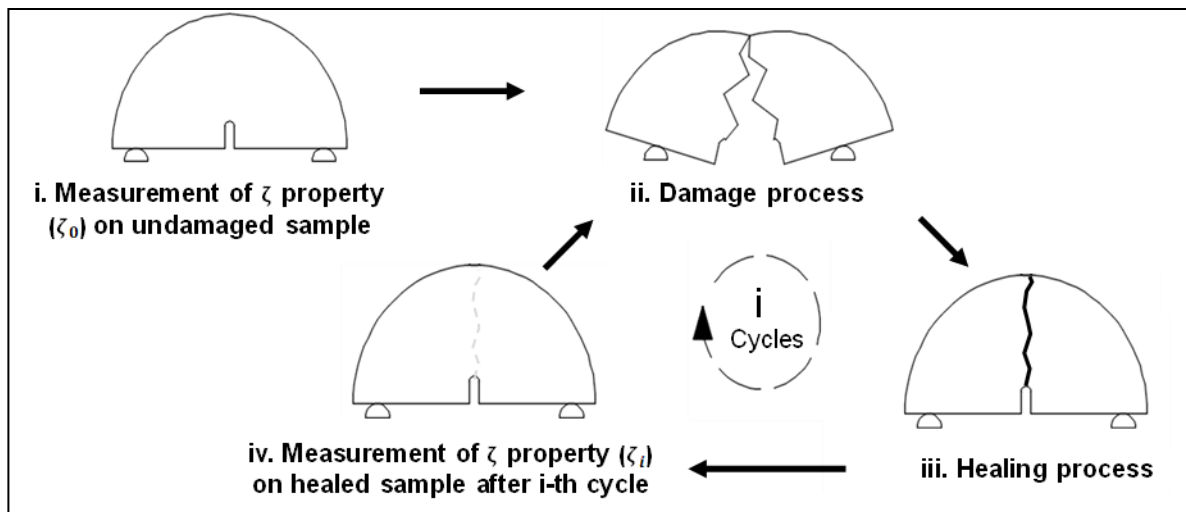 i. Measurement of ζ property
(ζ₀) on undamaged sample
ii. Damage process
i
Cycles
iii. Healing process
iv. Measurement of ζ property (ζᵢ)
on healed sample after i-th cycle